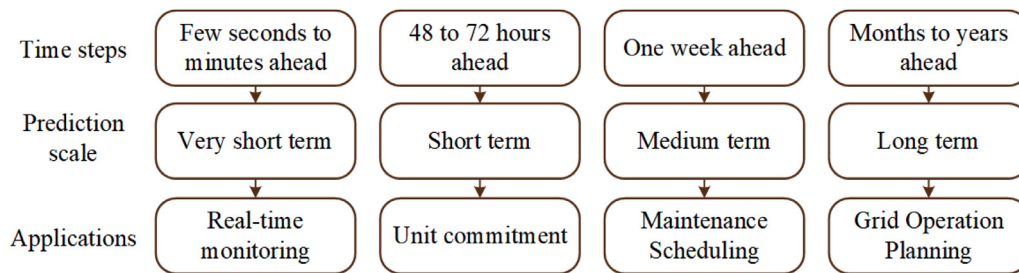 Time steps
Few seconds to
minutes ahead
48 to 72 hours
ahead
One week ahead
Months to years
ahead
Prediction
scale
Very short term
Short term
Medium term
Long term
Applications
Real-time
monitoring
Unit commitment
Maintenance
Scheduling
Grid Operation
Planning